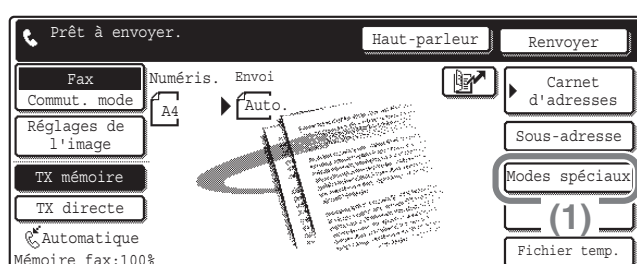 Prêt à envoyer.
Haut-parleur
Renvoyer
Fax
Commut. mode
Numéris.
Envoi
A4
Auto.
Carnet
d'adresses
Réglages de
l'image
Sous-adresse
TX mémoire
Modes spéciaux
TX directe
(1)
Automatique
Fichier temp.
Mémoire fax:100%